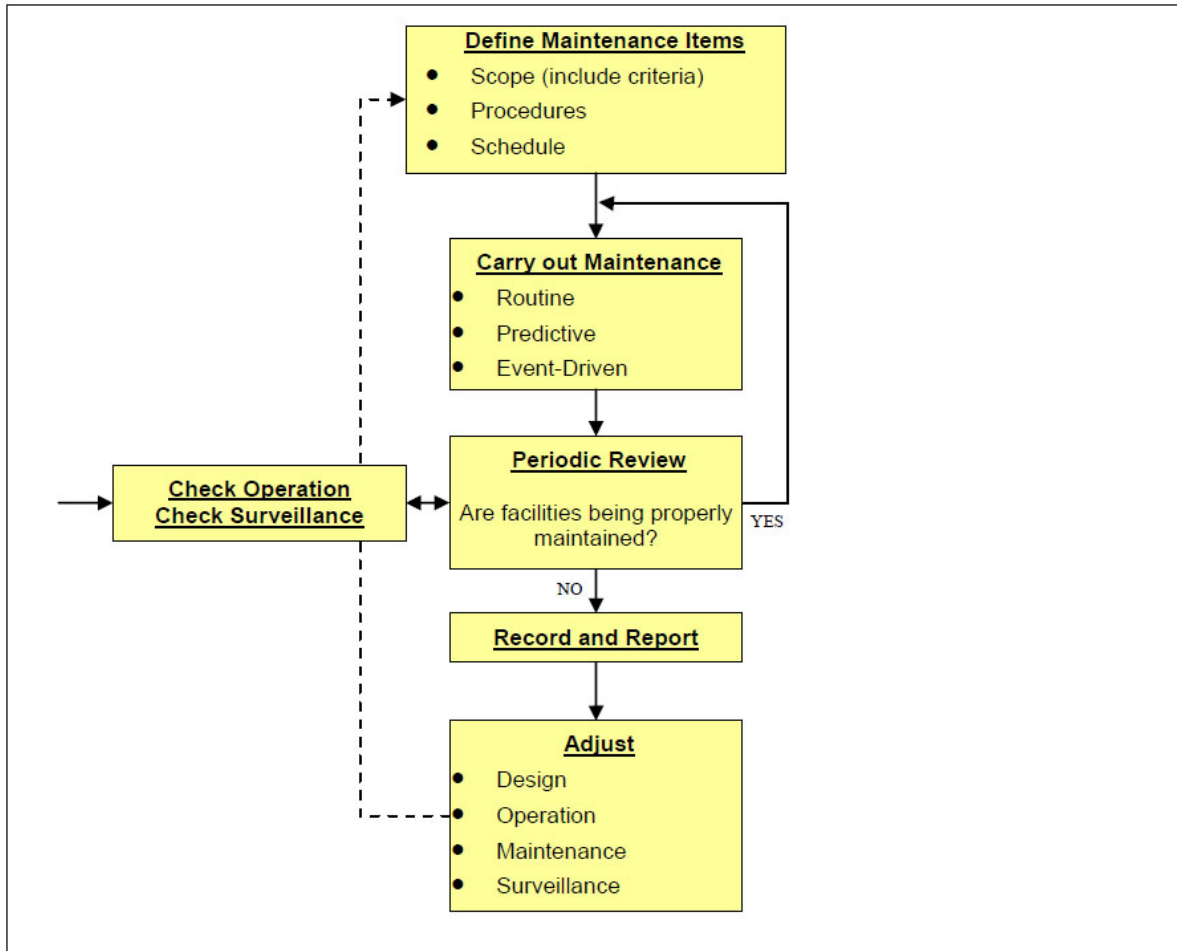 Define Maintenance Items
● Scope (include criteria)
● Procedures
● Schedule
Carry out Maintenance
● Routine
● Predictive
● Event-Driven
Check Operation
Check Surveillance
Periodic Review
Are facilities being properly
maintained?
YES
NO
Record and Report
Adjust
● Design
● Operation
● Maintenance
● Surveillance